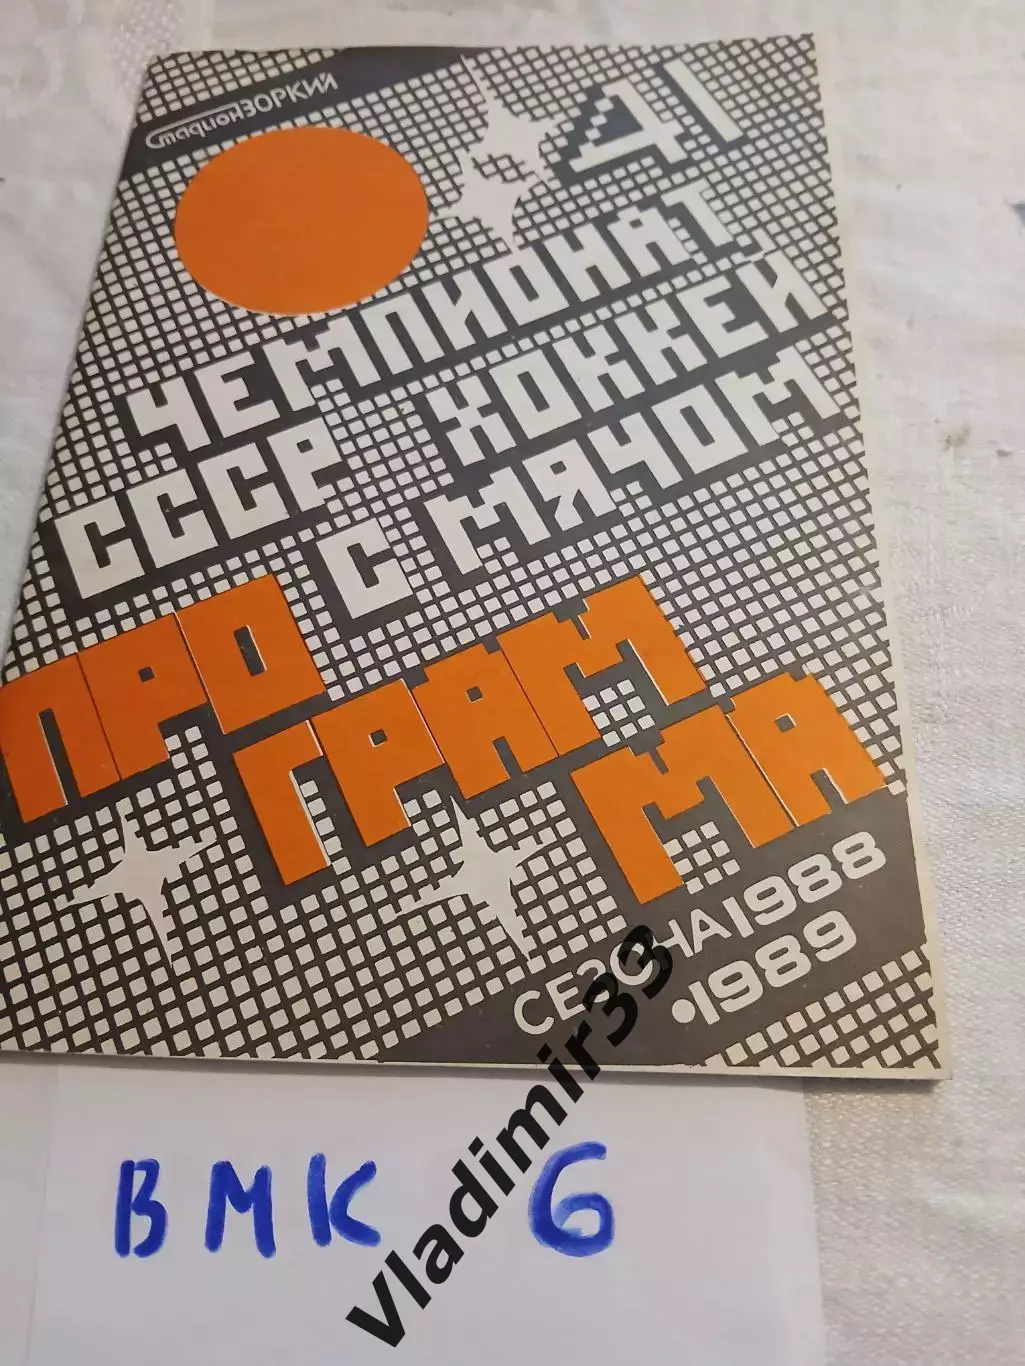 стадион ЗОРКИЙ
41
ЧЕМПИОНАТ
СССР ХОККЕЙ
С МЯЧОМ
ПРО
ГРАМ
МА
СЕЗОНА 1988
•1989
Vladimir33
ВМК 6